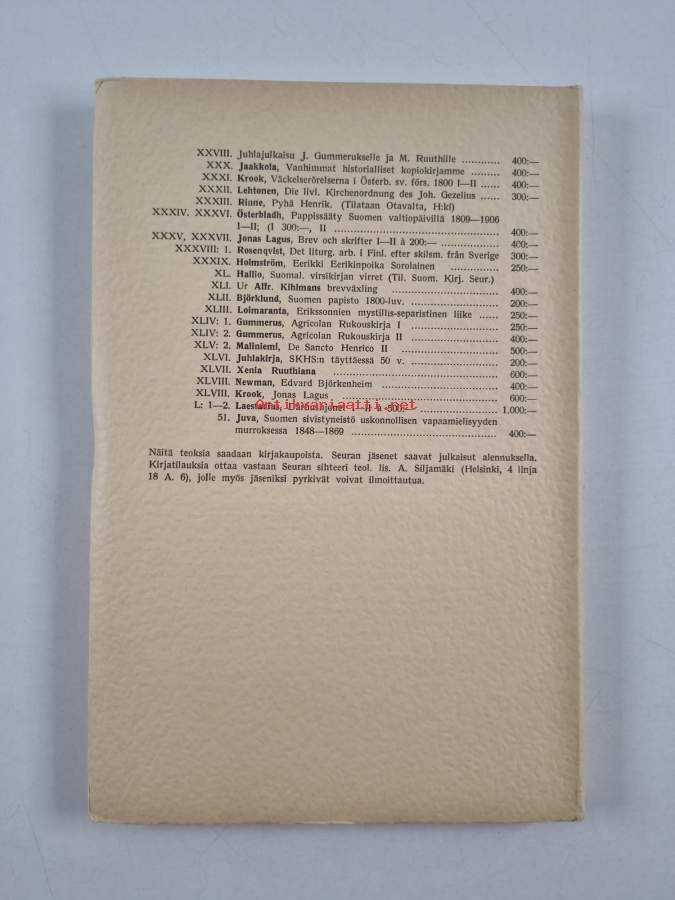 XXVIII. Juhlajulkaisu J. Gummerukselle ja M. Ruuthille ............ 400:—
XXX. Jaakkola, Vanhimmat historialliset kopiokirjamme ......... 400:—
XXXI. Krook, Väckelserörelserna i Österb. sv. förs. 1800 I—II ...... 400:—
XXXII. Lehtonen, Die livl. Kirchenordnung des Joh. Gezelius ....... 300:—
XXXIII. Rinne, Pyhä Henrik. (Tilataan Otavalta, H:ki)
XXXIV. XXXVI. Österbladh, Pappissääty Suomen valtiopäivillä 1809—1906
I—II; (I 300:—, II ................................................... 400:—
XXXV, XXXVII. Jonas Lagus, Brev och skrifter I—II à 200:— .................. 400:—
XXXVIII: 1. Rosenqvist, Det liturg. arb. i Finl. efter skilsm. från Sverige 300:—
XXXIX. Holmström, Eerikki Eerikinpoika Sorolainen ............... 250:—
XL. Hallio, Suomal. virsikirjan virret (Til. Suom. Kirj. Seur.)
XLI. Ur Alfr. Kihlmans brevväxling ................................. 400:—
XLII. Björklund, Suomen papisto 1800-luv. ........................... 200:—
XLIII. Loimaranta, Erikssonnien mystillis-separistinen liike ...... 250:—
XLIV: 1. Gummerus, Agricolan Rukouskirja I ........................... 250:—
XLIV: 2. Gummerus, Agricolan Rukouskirja II ........................... 400:—
XLV: 2. Maliniemi, De Sancto Henrico II .............................. 500:—
XLVI. Juhlakirja, SKHS:n täyttäessä 50 v. ........................... 200:—
XLVII. Xenia Ruuthiana ................................................... 600:—
XLVIII. Newman, Edvard Björkenheim ................................... 400:—
XLVIII. Krook, Jonas Lagus ................................................ 600:—
L: 1—2. I—II à 500:— ........................ 1.000:—
Antikvariaatti.net
51. Juva, Suomen sivistyneistö uskonnollisen vapaamielisyyden
murroksessa 1848—1869 .......................................... 400:—
Näitä teoksia saadaan kirjakaupoista. Seuran jäsenet saavat julkaisut alennuksella.
Kirjatilauksia ottaa vastaan Seuran sihteeri teol. lis. A. Siljamäki (Helsinki, 4 linja
18 A. 6), jolle myös jäseniksi pyrkivät voivat ilmoittautua.